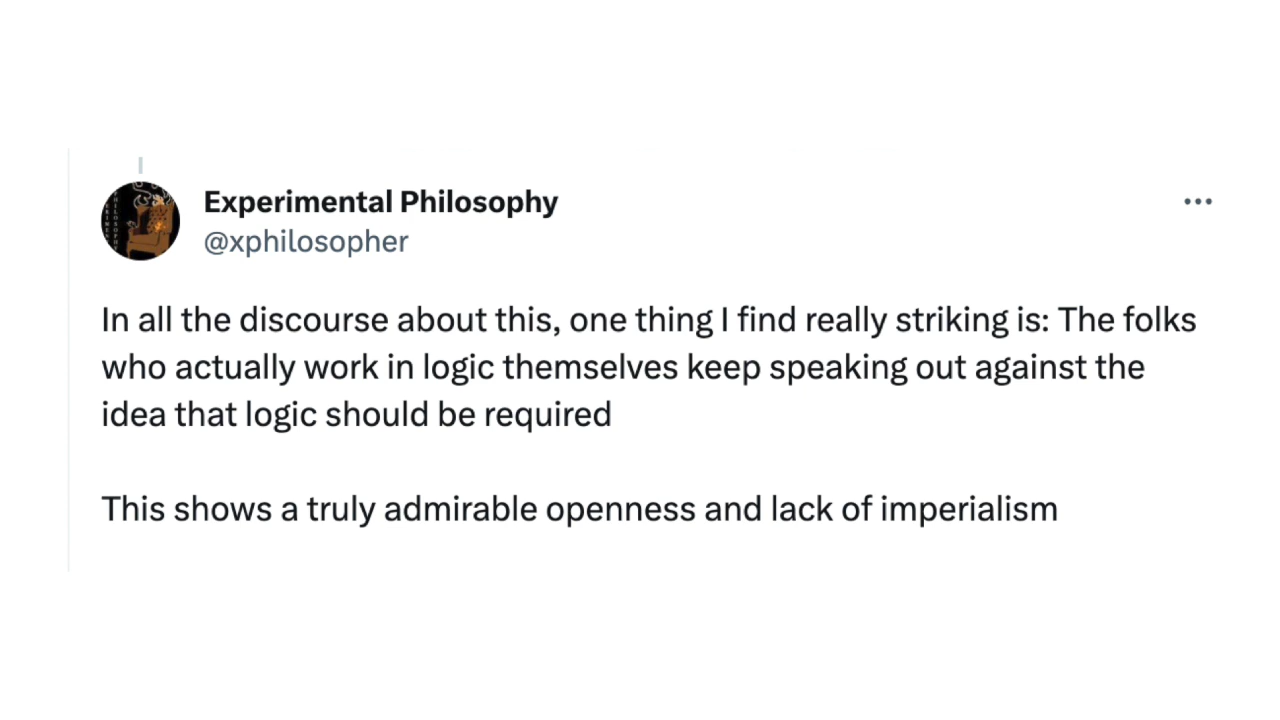 Experimental Philosophy
@xphilosopher
In all the discourse about this, one thing I find really striking is: The folks
who actually work in logic themselves keep speaking out against the
idea that logic should be required
This shows a truly admirable openness and lack of imperialism